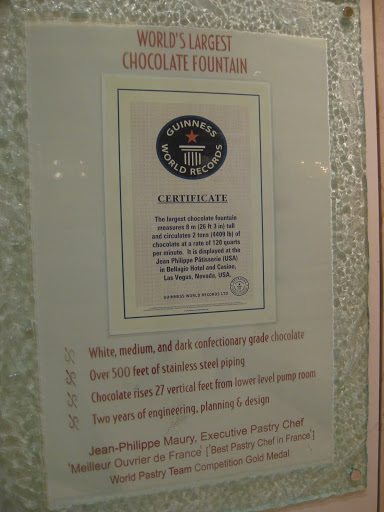 WORLD'S LARGEST
CHOCOLATE FOUNTAIN
GUINNESS
WORLD RECORDS
CERTIFICATE
The largest chocolate fountain
measures 8 m (26 ft 3 in) tall
and circulates 2 tons (4409 lb) of
chocolate at a rate of 120 quarts
per minute. It is displayed at the
Jean Philippe Pâtisserie (USA)
in Bellagio Hotel and Casino,
Las Vegas, Nevada, USA.
GUINNESS WORLD RECORDS LTD
White, medium, and dark confectionary grade chocolate
Over 500 feet of stainless steel piping
Chocolate rises 27 vertical feet from lower level pump room
Two years of engineering, planning & design
Jean-Philippe Maury, Executive Pastry Chef
'Meilleur Ouvrier de France' ['Best Pastry Chef in France']
World Pastry Team Competition Gold Medal